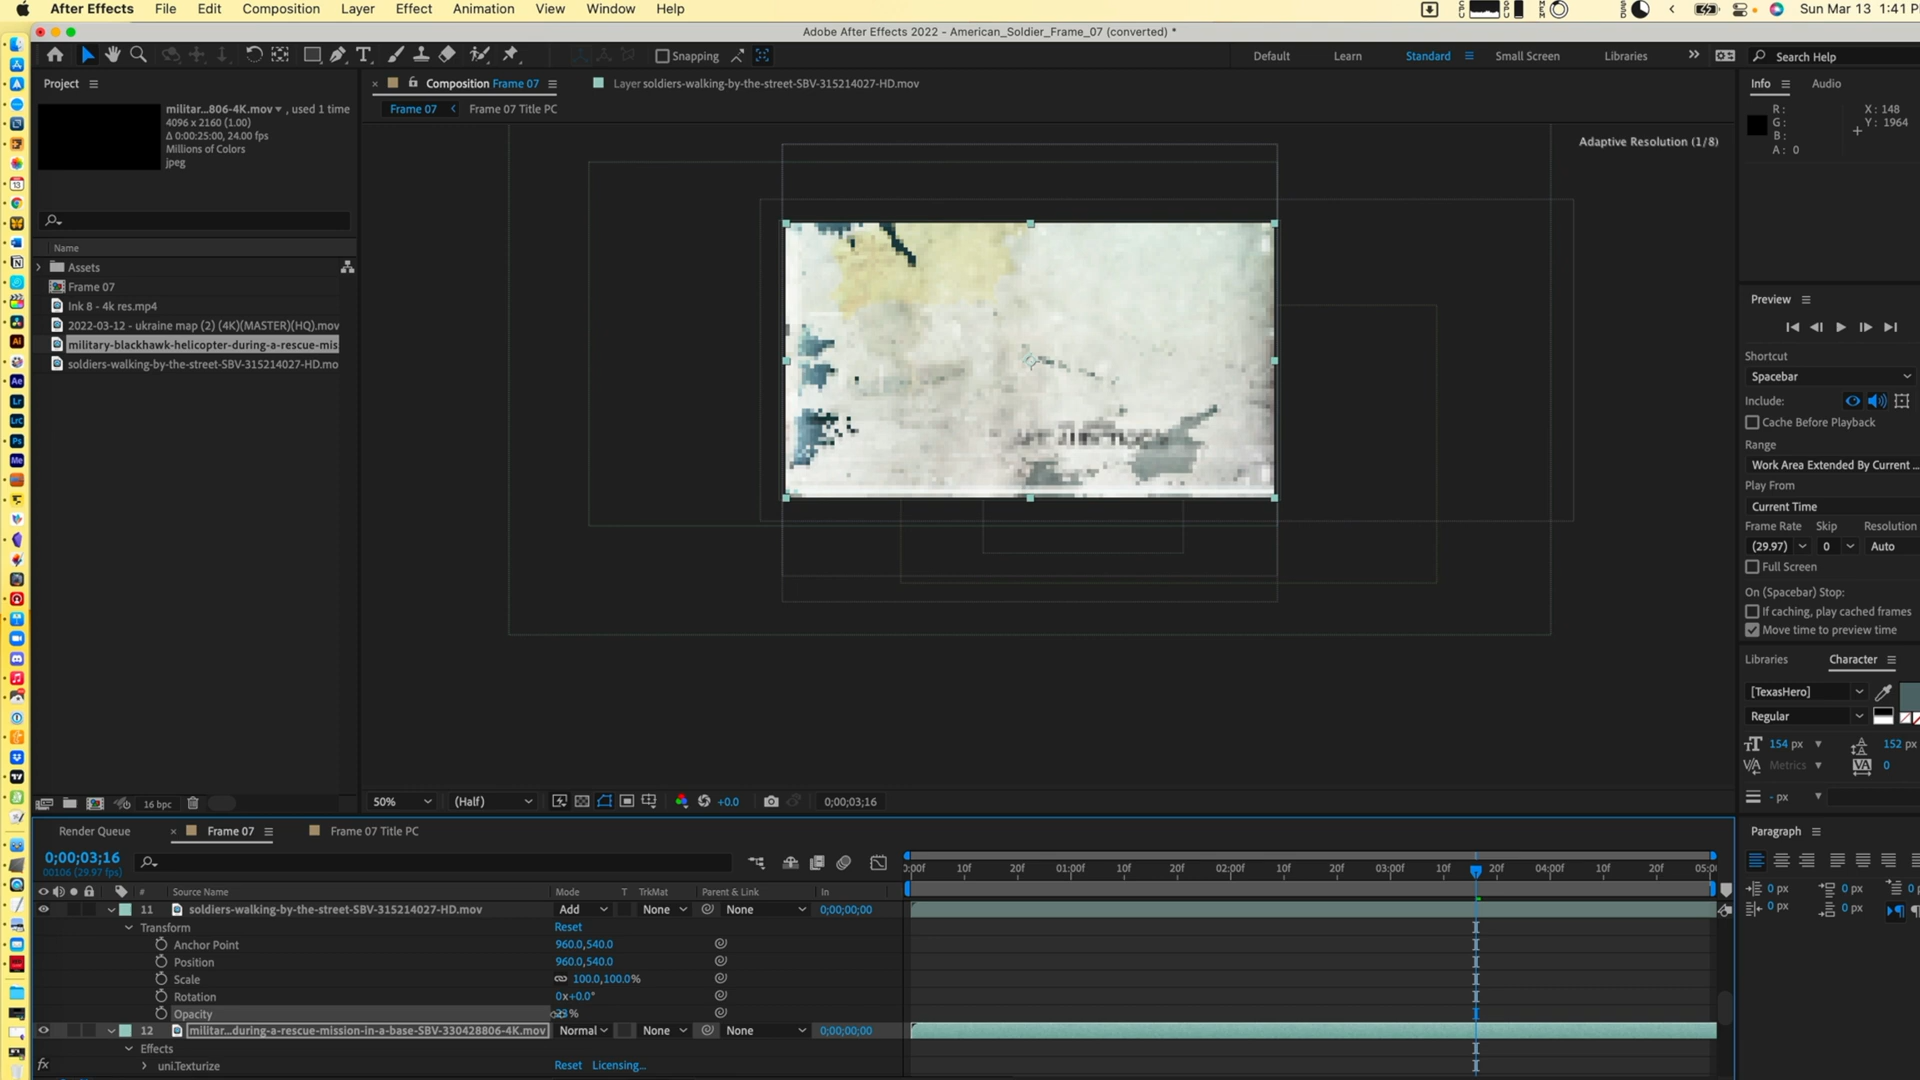 After Effects File Edit Composition Layer Effect Animation View Window Help
Sun Mar 13 1:41 P
Adobe After Effects 2022 - American_Soldier_Frame_07 (converted) *
Snapping
Default Learn Standard Small Screen Libraries
Search Help
Project
militar...806-4K.mov , used 1 time
4096 x 2160 (1.00)
Δ 0:00:25:00, 24.00 fps
Millions of Colors
jpeg
Name
Assets
Frame 07
Ink 8 - 4k res.mp4
2022-03-12 - ukraine map (2) (4K)(MASTER)(HQ).mov
military-blackhawk-helicopter-during-a-rescue-mis
soldiers-walking-by-the-street-SBV-315214027-HD.mo
16 bpc
Composition Frame 07
Layer soldiers-walking-by-the-street-SBV-315214027-HD.mov
Frame 07 Frame 07 Title PC
Adaptive Resolution (1/8)
50% (Half) +0.0 0;00;03;16
Info Audio
R : X : 148
G : Y : 1964
B :
A : 0
Preview
Shortcut
Spacebar
Include:
Cache Before Playback
Range
Work Area Extended By Current ...
Play From
Current Time
Frame Rate Skip Resolution
(29.97) 0 Auto
Full Screen
On (Spacebar) Stop:
If caching, play cached frames
Move time to preview time
Libraries Character
[TexasHero]
Regular
154 px 152 px
Metrics 0
- px
Paragraph
0 px 0 px 0
0 px 0 px
Render Queue Frame 07 Frame 07 Title PC
0;00;03;16
00106 (29.97 fps)
# Source Name Mode T TrkMat Parent & Link In
:00f 10f 20f 01:00f 10f 20f 02:00f 10f 20f 03:00f 10f 20f 04:00f 10f 20f 05:0
11 soldiers-walking-by-the-street-SBV-315214027-HD.mov Add None None 0;00;00;00
Transform Reset
Anchor Point 960.0,540.0
Position 960.0,540.0
Scale 100.0,100.0%
Rotation 0x+0.0°
Opacity
12 militar...during-a-rescue-mission-in-a-base-SBV-330428806-4K.mov Normal None None 0;00;00;00
Effects
fx uni.Texturize Reset Licensing...